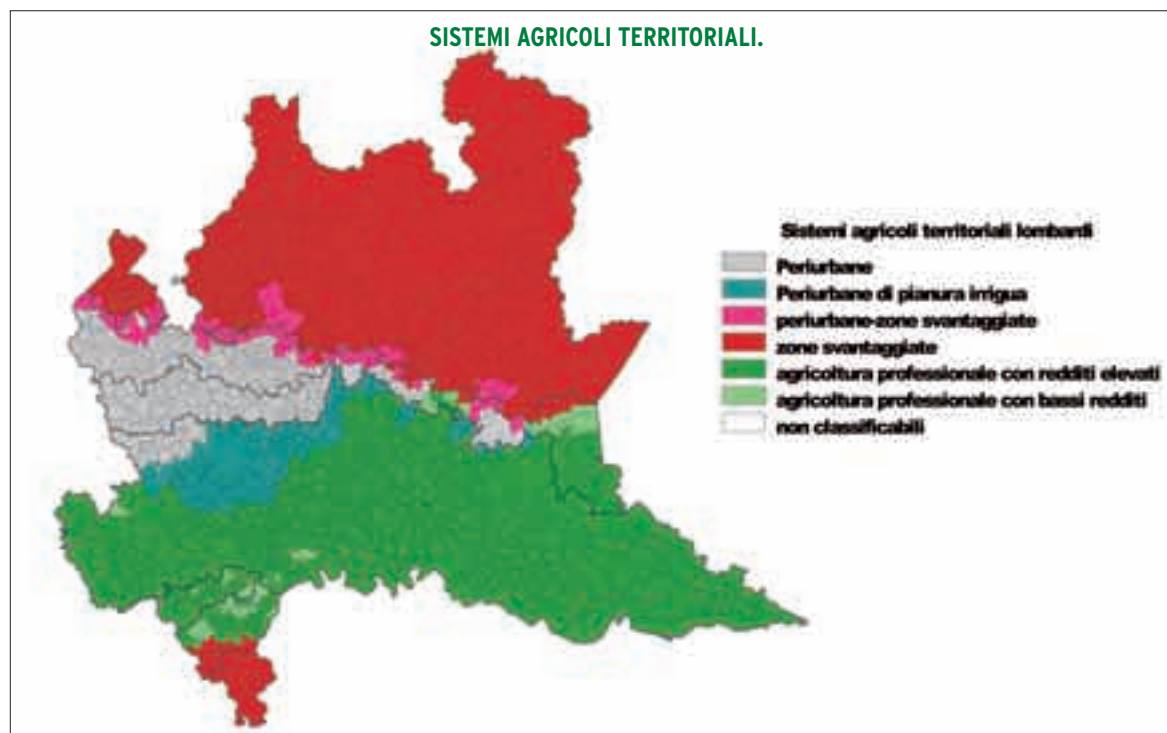 SISTEMI AGRICOLI TERRITORIALI.
Sistemi agricoli territoriali lombardi
Periurbane
Periurbane di pianura irrigua
periurbane-zone svantaggiate
zone svantaggiate
agricoltura professionale con redditi elevati
agricoltura professionale con bassi redditi
non classificabili